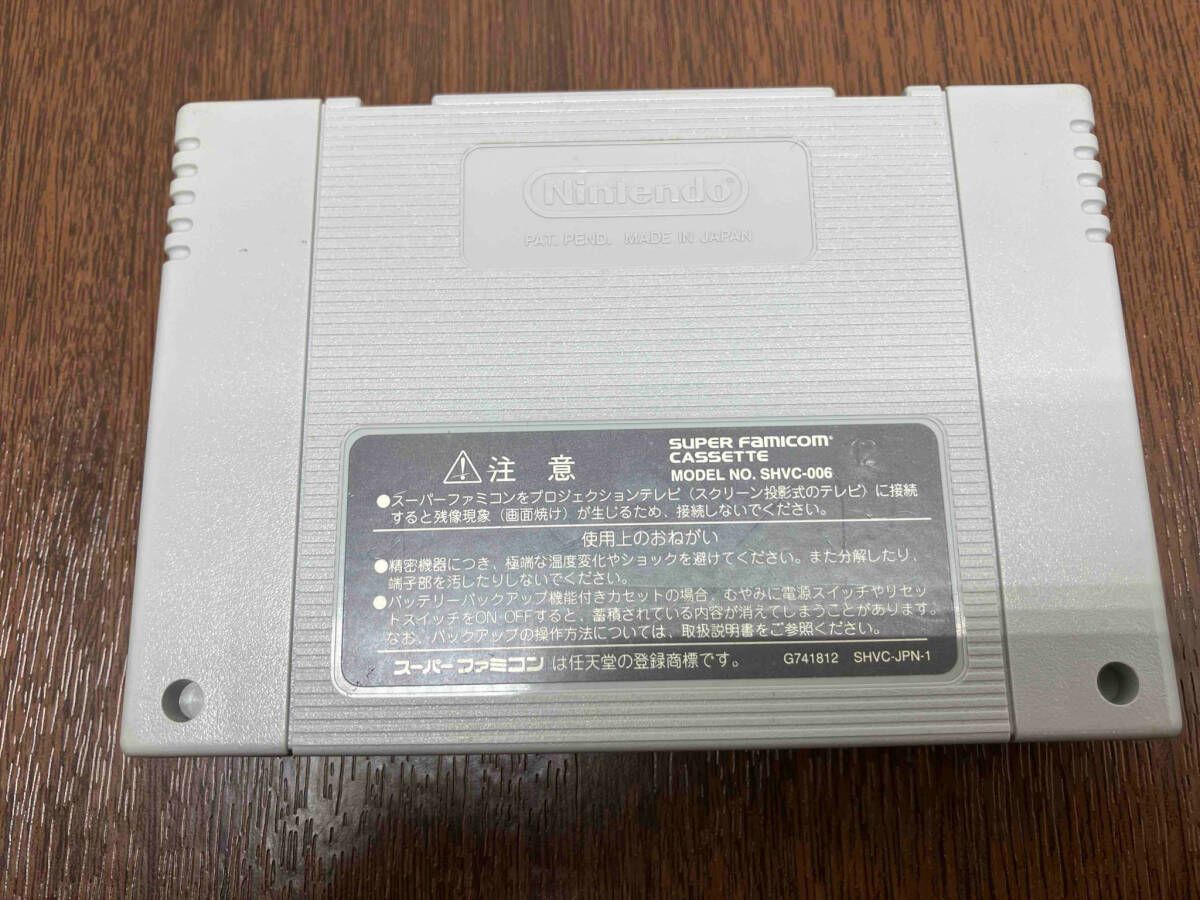 Nintendo®
PAT. PEND. MADE IN JAPAN
⚠注意
SUPER FAMICOM®
CASSETTE
MODEL NO. SHVC-006
●スーパーファミコンをプロジェクションテレビ(スクリーン投影式のテレビ)に接続
すると残像現象(画面焼け)が生じるため、接続しないでください。
使用上のおねがい
●精密機器につき、極端な温度変化やショックを避けてください。また分解したり、
端子部を汚したりしないでください。
●バッテリーバックアップ機能付きカセットの場合、むやみに電源スイッチやリセッ
トスイッチをON-OFFすると、蓄積されている内容が消えてしまうことがあります。
なお、バックアップの操作方法については、取扱説明書をご参照ください。
スーパーファミコンは任天堂の登録商標です。 G741812 SHVC-JPN-1